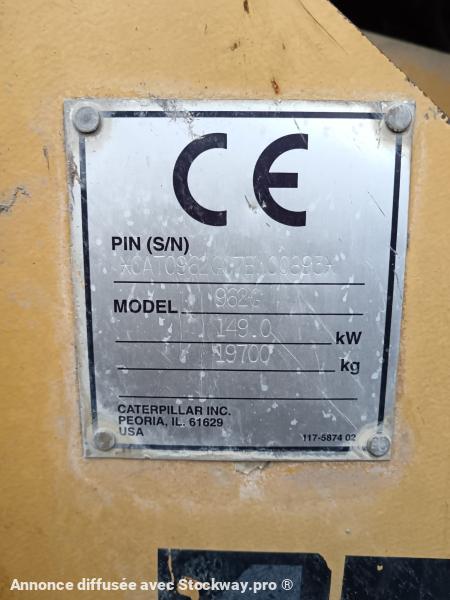 CE
PIN (S/N)
MODEL 962G
149.0 kW
19700 kg
CATERPILLAR INC.
PEORIA, IL. 61629
USA
117-5874 02
Annonce diffusée avec Stockway.pro ®